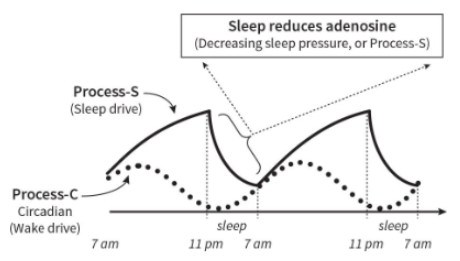 Sleep reduces adenosine
(Decreasing sleep pressure, or Process-S)
Process-S
(Sleep drive)
Process-C
Circadian
(Wake drive)
sleep
sleep
7 am
11 pm
7 am
11 pm
7 am